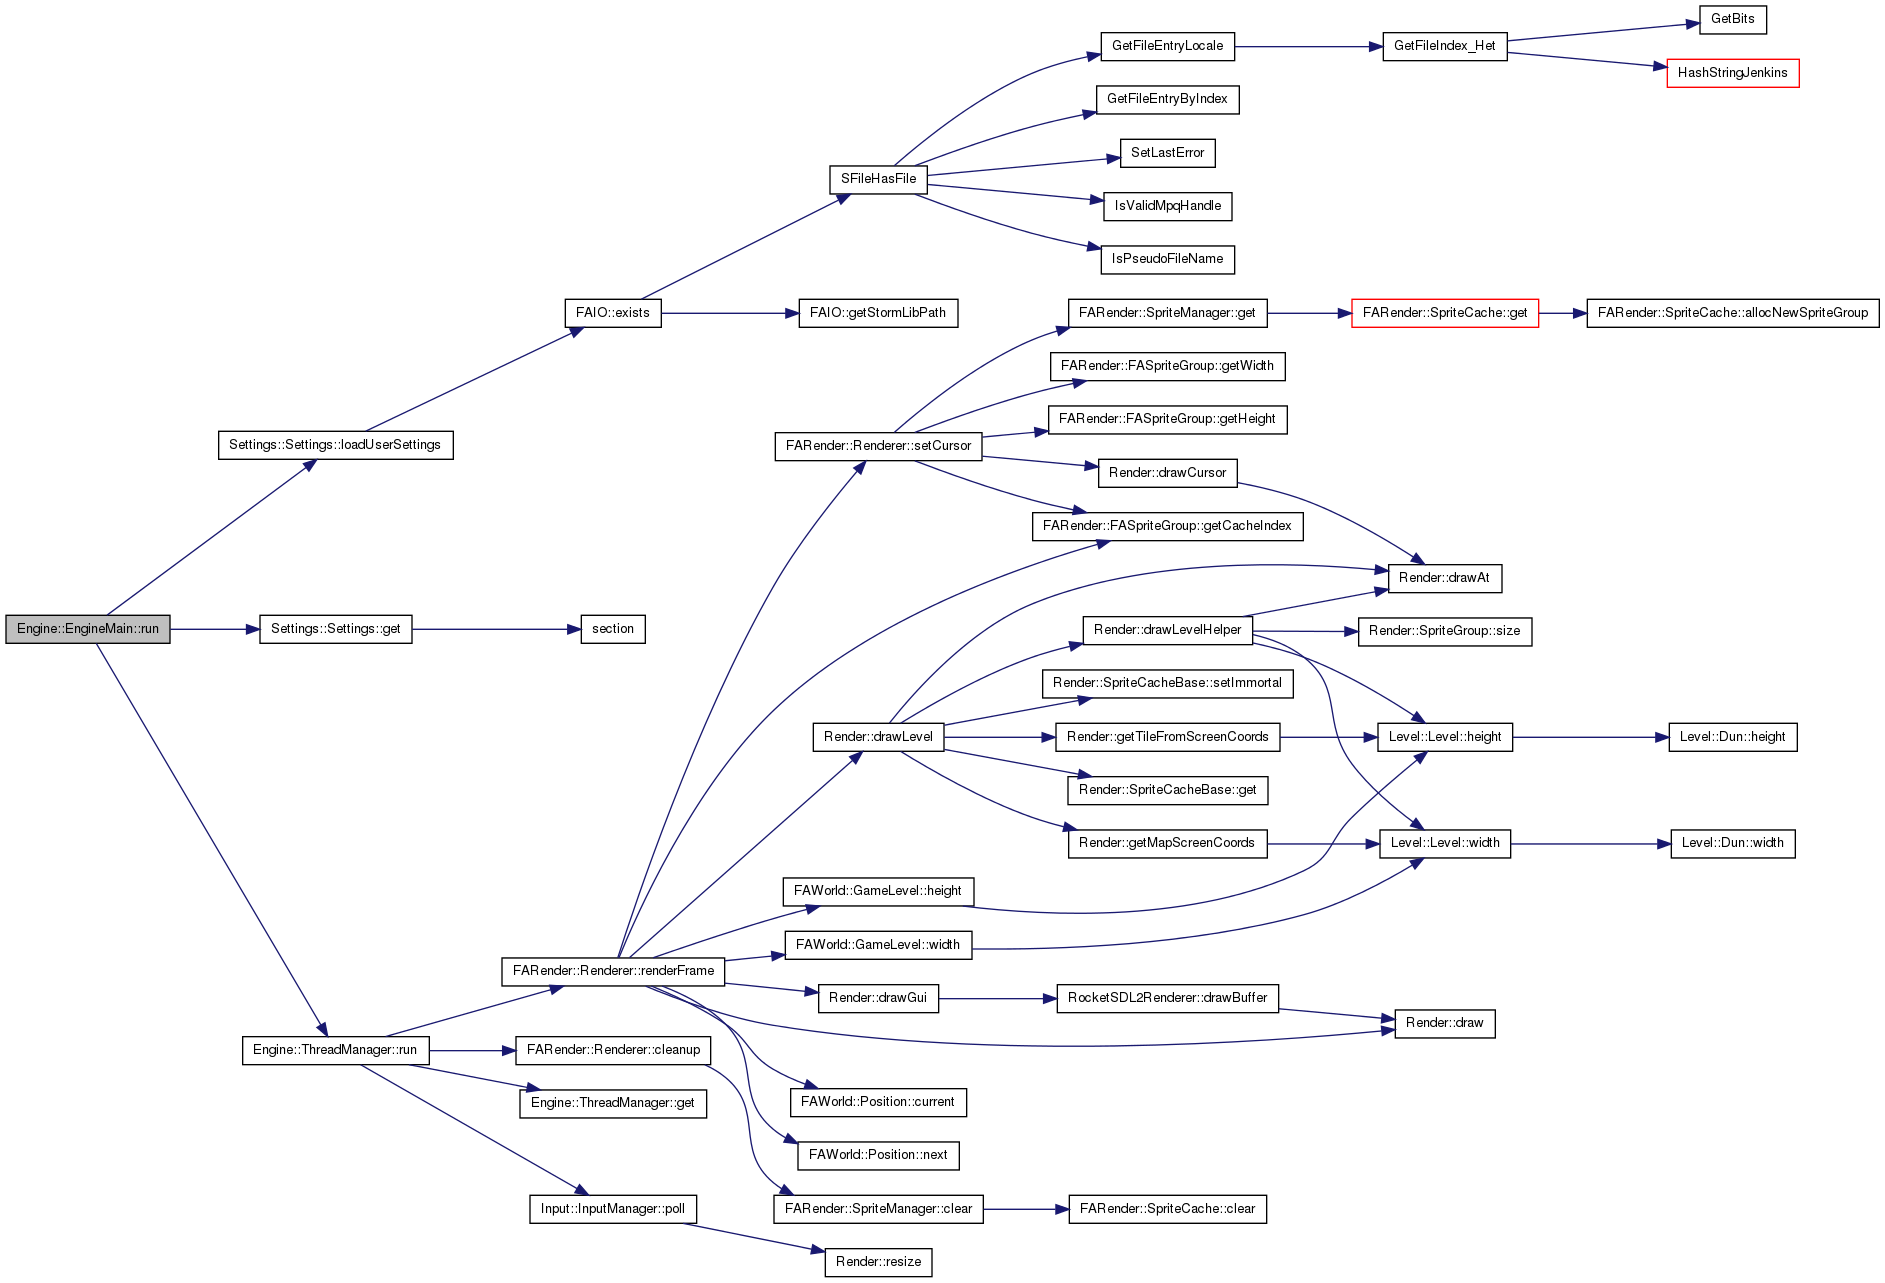 GetBits
GetFileEntryLocale
GetFileIndex_Het
HashStringJenkins
GetFileEntryByIndex
SetLastError
SFileHasFile
IsValidMpqHandle
IsPseudoFileName
FAIO::exists
FAIO::getStormLibPath
FARender::SpriteManager::get
FARender::SpriteCache::get
FARender::SpriteCache::allocNewSpriteGroup
FARender::FASpriteGroup::getWidth
FARender::FASpriteGroup::getHeight
Settings::Settings::loadUserSettings
FARender::Renderer::setCursor
Render::drawCursor
FARender::FASpriteGroup::getCacheIndex
Render::drawAt
Engine::EngineMain::run
Settings::Settings::get
section
Render::drawLevelHelper
Render::SpriteGroup::size
Render::SpriteCacheBase::setImmortal
Render::drawLevel
Render::getTileFromScreenCoords
Level::Level::height
Level::Dun::height
Render::SpriteCacheBase::get
Render::getMapScreenCoords
Level::Level::width
Level::Dun::width
FAWorld::GameLevel::height
FAWorld::GameLevel::width
FARender::Renderer::renderFrame
Render::drawGui
RocketSDL2Renderer::drawBuffer
Render::draw
Engine::ThreadManager::run
FARender::Renderer::cleanup
Engine::ThreadManager::get
FAWorld::Position::current
FAWorld::Position::next
Input::InputManager::poll
FARender::SpriteManager::clear
FARender::SpriteCache::clear
Render::resize